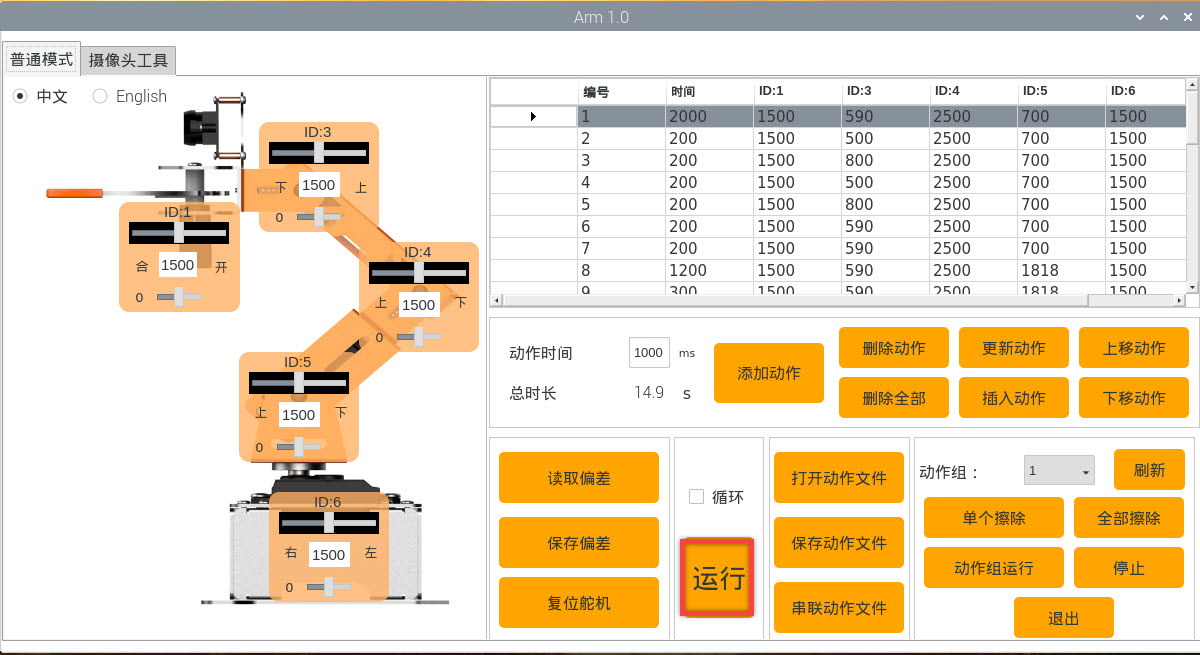 Arm 1.0
普通模式 摄像头工具
中文 English
ID:3
下 1500 上
0
ID:1
合 1500 开
0
ID:4
上 1500 下
0
ID:5
上 1500 下
0
ID:6
右 1500 左
0
编号 时间 ID:1 ID:3 ID:4 ID:5 ID:6
1 2000 1500 590 2500 700 1500
2 200 1500 500 2500 700 1500
3 200 1500 800 2500 700 1500
4 200 1500 500 2500 700 1500
5 200 1500 800 2500 700 1500
6 200 1500 590 2500 700 1500
7 200 1500 590 2500 700 1500
8 1200 1500 590 2500 1818 1500
9 300 1500 590 2500 1818 1500
动作时间 1000 ms
总时长 14.9 s
添加动作
删除动作 更新动作 上移动作
删除全部 插入动作 下移动作
读取偏差
保存偏差
复位舵机
循环
运行
打开动作文件
保存动作文件
串联动作文件
动作组： 1 刷新
单个擦除 全部擦除
动作组运行 停止
退出